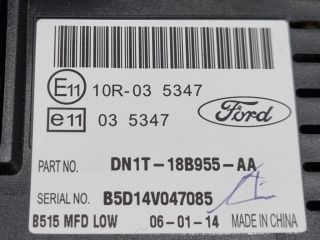 E11 10R-03 5347
Ford
e11 03 5347
PART NO. DN1T-18B955-AA
SERIAL NO. B5D14V047085
B515 MFD LOW 06-01-14 MADE IN CHINA